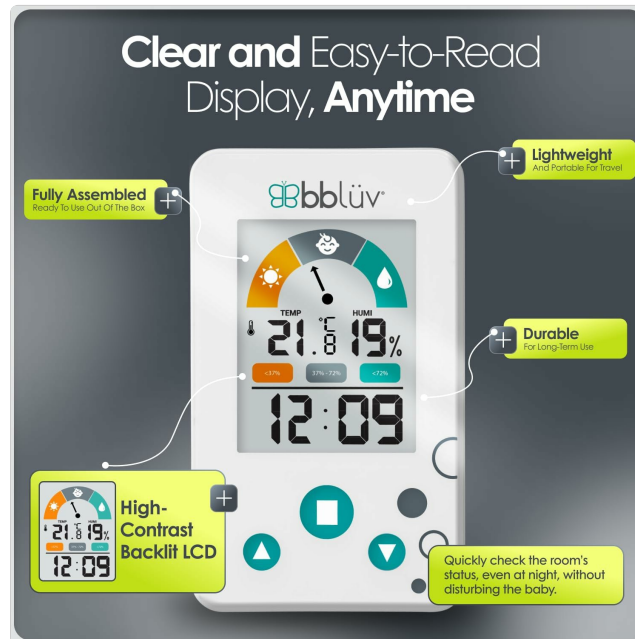 Clear and Easy-to-Read
Display, Anytime
Lightweight
And Portable For Travel
Fully Assembled
Ready To Use Out Of The Box
bblüv®
TEMP
HUMI
21.8 °C 19%
<37%
37% - 72%
<72%
12:09
Durable
For Long-Term Use
High-
Contrast
Backlit LCD
TEMP
HUMI
21.8 19%
12:09
Quickly check the room's
status, even at night, without
disturbing the baby.